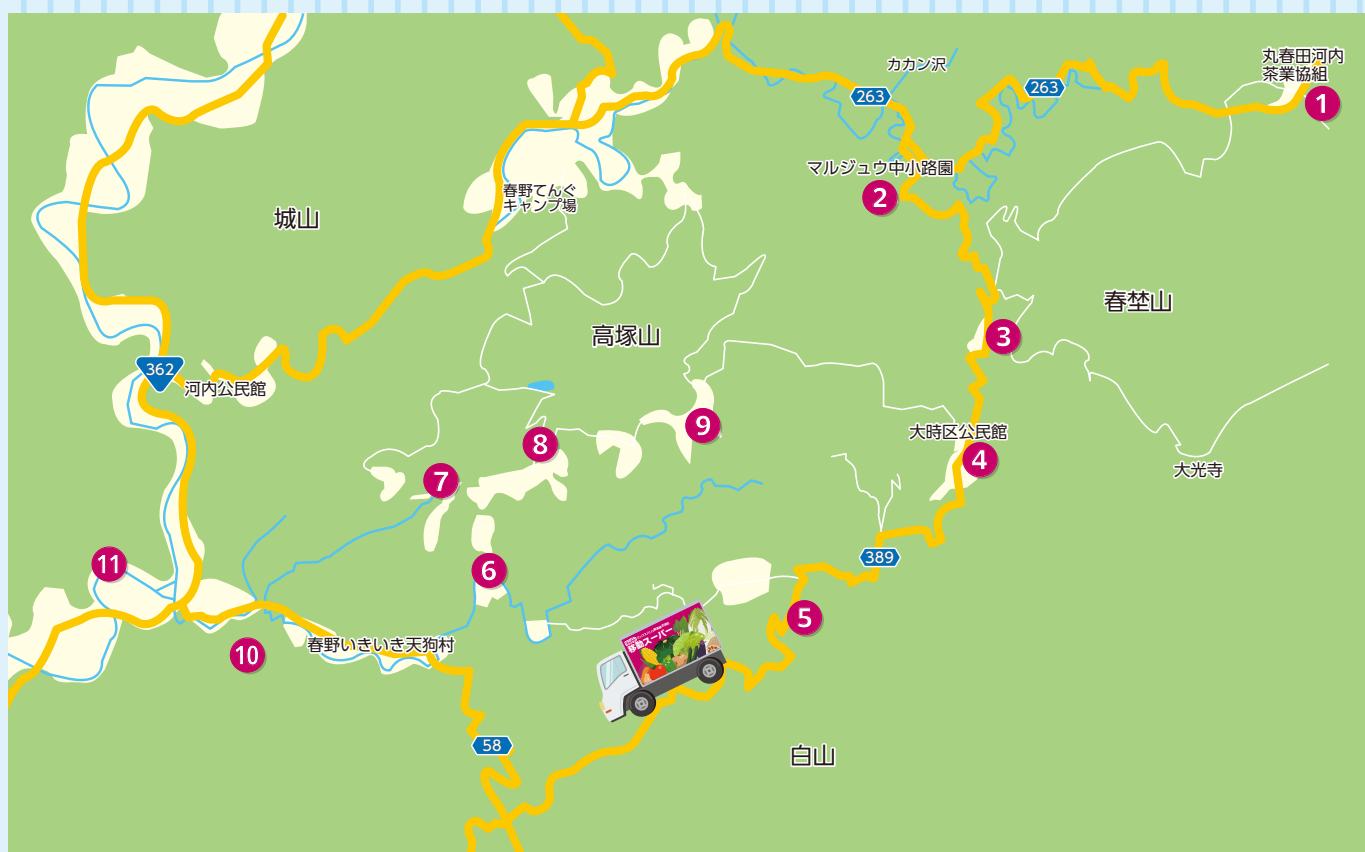 丸春田河内
茶業協組
1
カカン沢
263
263
マルジュウ中小路園
2
春野てんぐ
キャンプ場
城山
春埜山
高塚山
3
362
河内公民館
9
大時区公民館
8
4
7
大光寺
11
6
389
5
移動スーパー
春野いきいき天狗村
10
58
白山